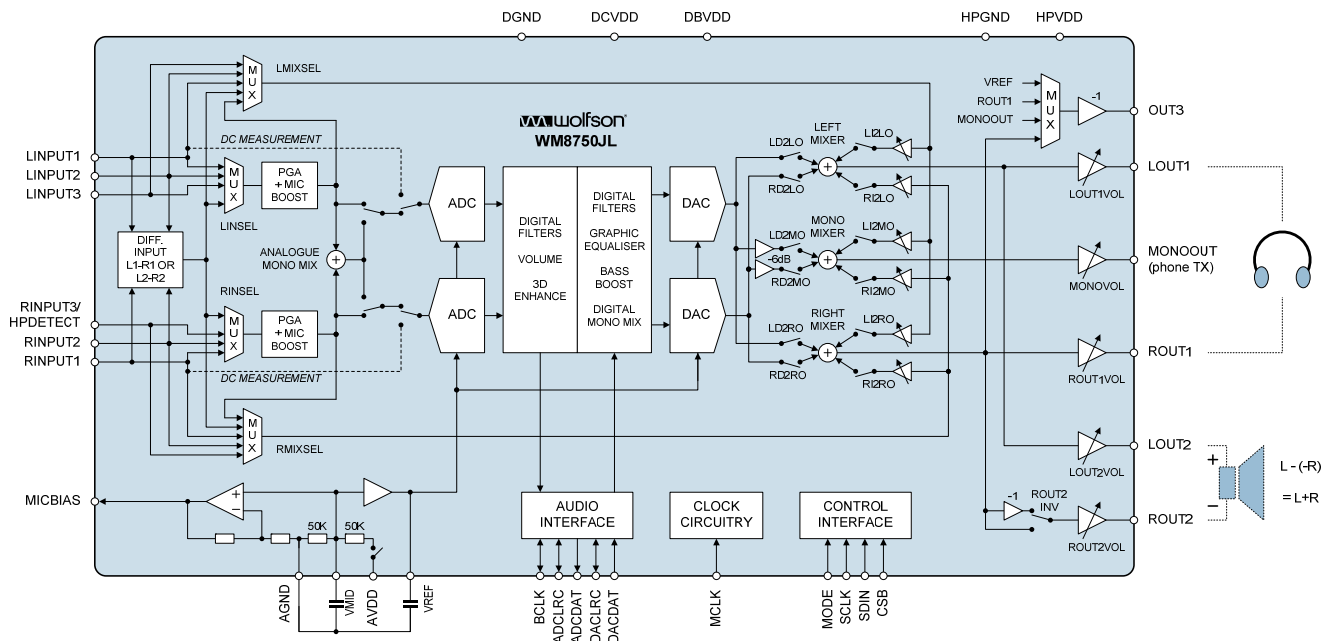 DGND
DCVDD
DBVDD
HPGND
HPVDD
MUX
LMIXSEL
wolfson
WM8750JL
DC MEASUREMENT
LINPUT1
LINPUT2
LINPUT3
MUX
LINSEL
PGA
+ MIC
BOOST
DIFF.
INPUT
L1-R1 OR
L2-R2
ANALOGUE
MONO MIX
+
RINSEL
MUX
PGA
+ MIC
BOOST
RINPUT3/
HPDETECT
RINPUT2
RINPUT1
DC MEASUREMENT
MUX
RMIXSEL
ADC
ADC
DIGITAL
FILTERS
VOLUME
3D
ENHANCE
DIGITAL
FILTERS
GRAPHIC
EQUALISER
BASS
BOOST
DIGITAL
MONO MIX
DAC
DAC
LEFT
MIXER
LD2LO
RD2LO
+
LI2LO
RI2LO
MONO
MIXER
LD2MO
-6dB
RD2MO
+
LI2MO
RI2MO
RIGHT
MIXER
LD2RO
RD2RO
+
LI2RO
RI2RO
VREF
ROUT1
MONOOUT
MUX
-1
OUT3
LOUT1
LOUT1VOL
MONOOUT
(phone TX)
MONOVOL
ROUT1
ROUT1VOL
LOUT2
LOUT2VOL
-1
ROUT2
INV
ROUT2
ROUT2VOL
+
−
L - (-R)
= L+R
MICBIAS
+
−
50K
50K
AGND
VMID
AVDD
VREF
AUDIO
INTERFACE
CLOCK
CIRCUITRY
CONTROL
INTERFACE
BCLK
ADCLRC
ADCDAT
DACLRC
DACDAT
MCLK
MODE
SCLK
SDIN
CSB